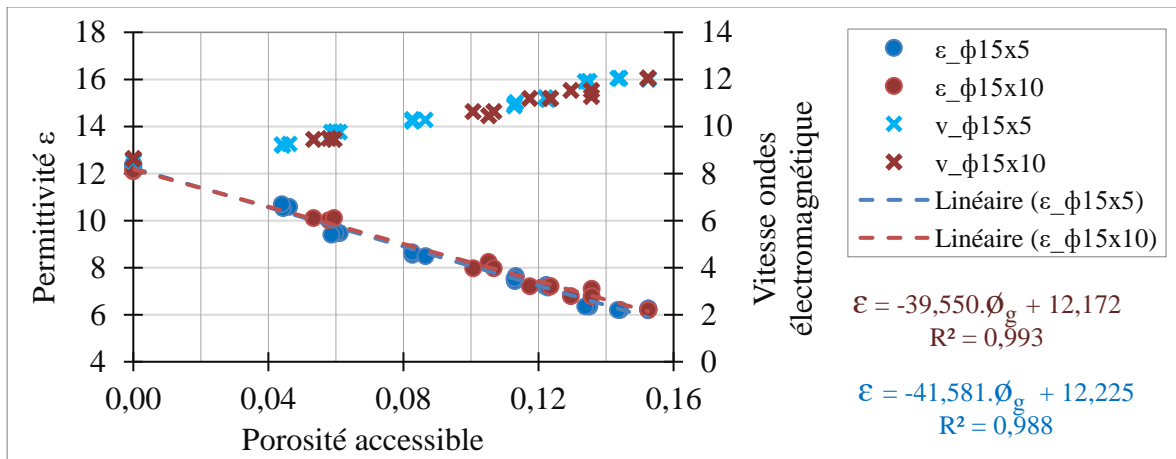 18
16
14
12
10
8
6
4
Permittivité ε
14
12
10
8
6
4
2
0
Vitesse ondes
électromagnétique
0,00
0,04
0,08
0,12
0,16
Porosité accessible
ε_ϕ15x5
ε_ϕ15x10
v_ϕ15x5
v_ϕ15x10
Linéaire (ε_ϕ15x5)
Linéaire (ε_ϕ15x10)
ε = -39,550.Øg + 12,172
R² = 0,993
ε = -41,581.Øg + 12,225
R² = 0,988